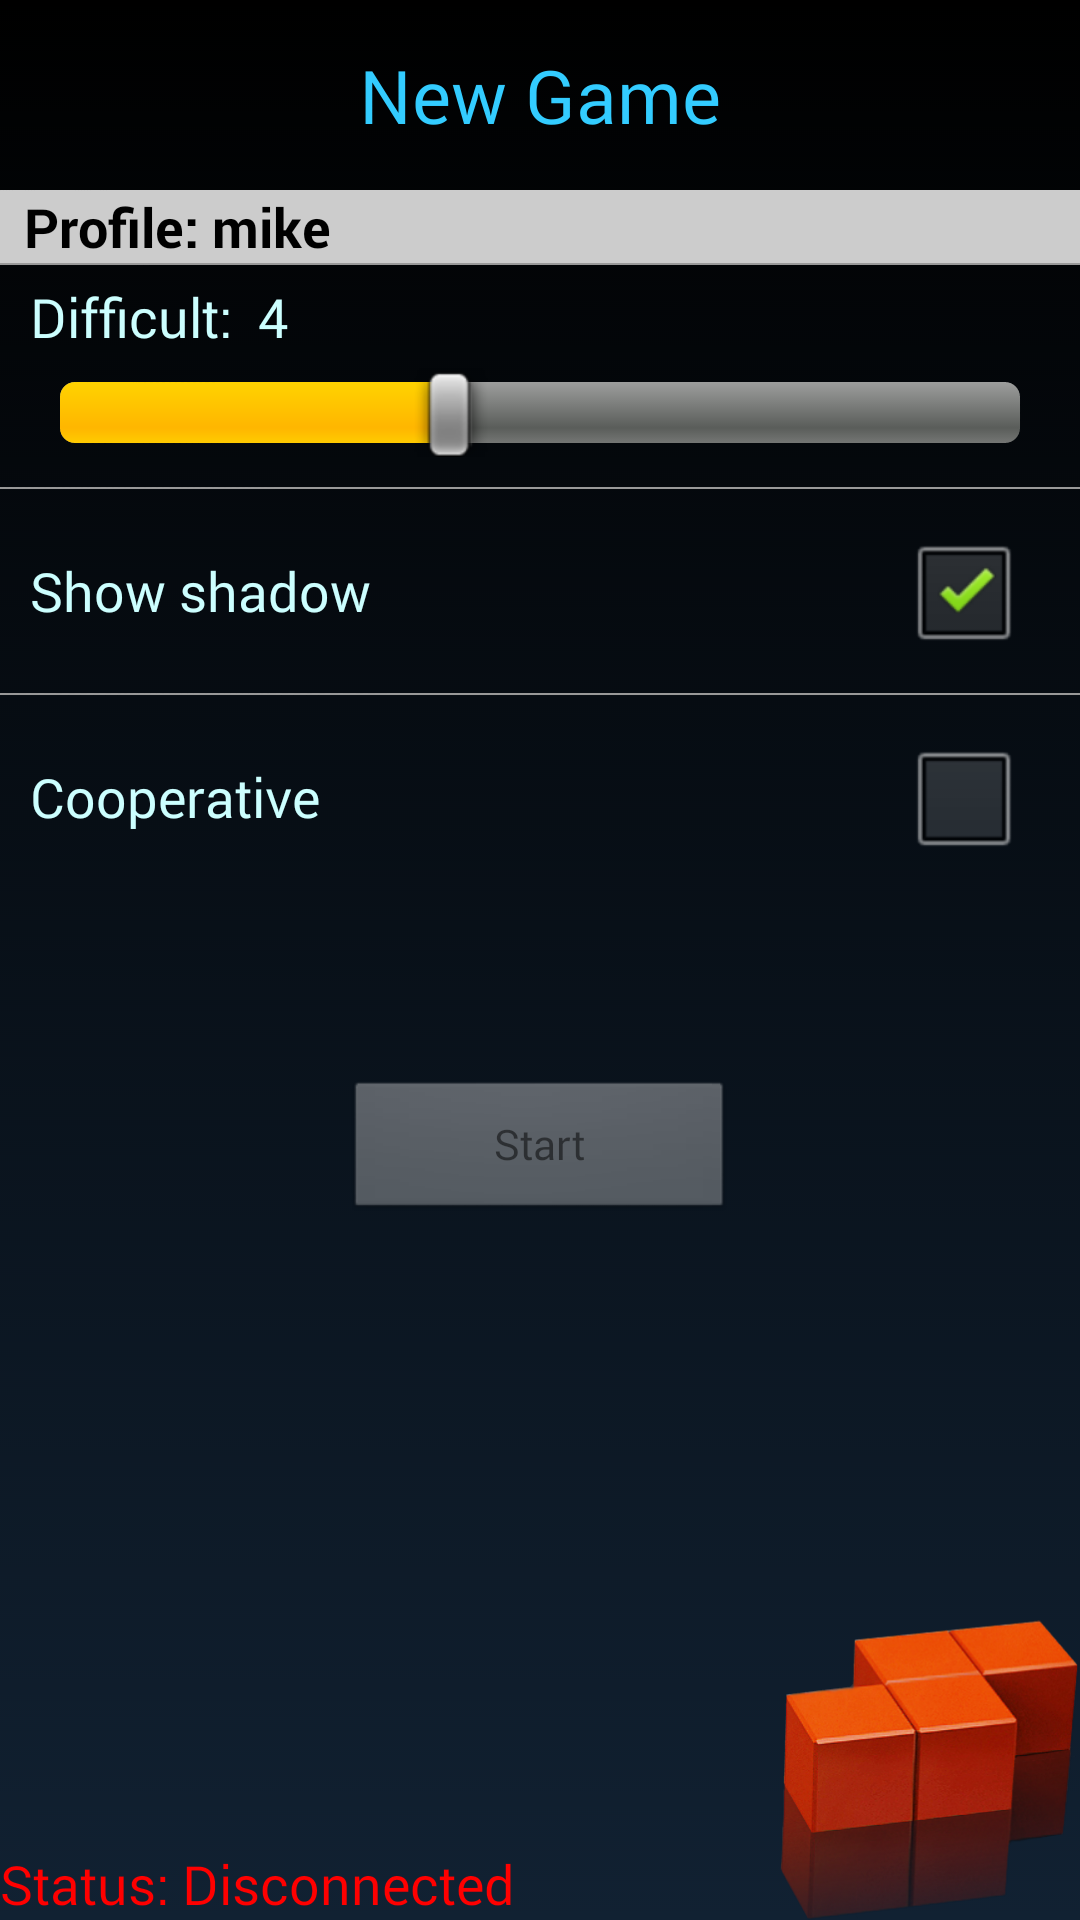 New Game
Profile: mike
Difficult: 4
Show shadow
Cooperative
Start
Status: Disconnected